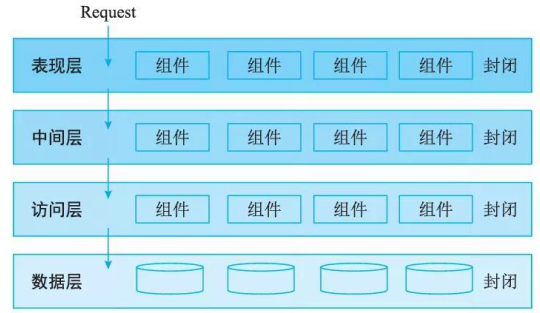 Request
表现层 组件 组件 组件 组件 封闭
中间层 组件 组件 组件 组件 封闭
访问层 组件 组件 组件 组件 封闭
数据层 封闭